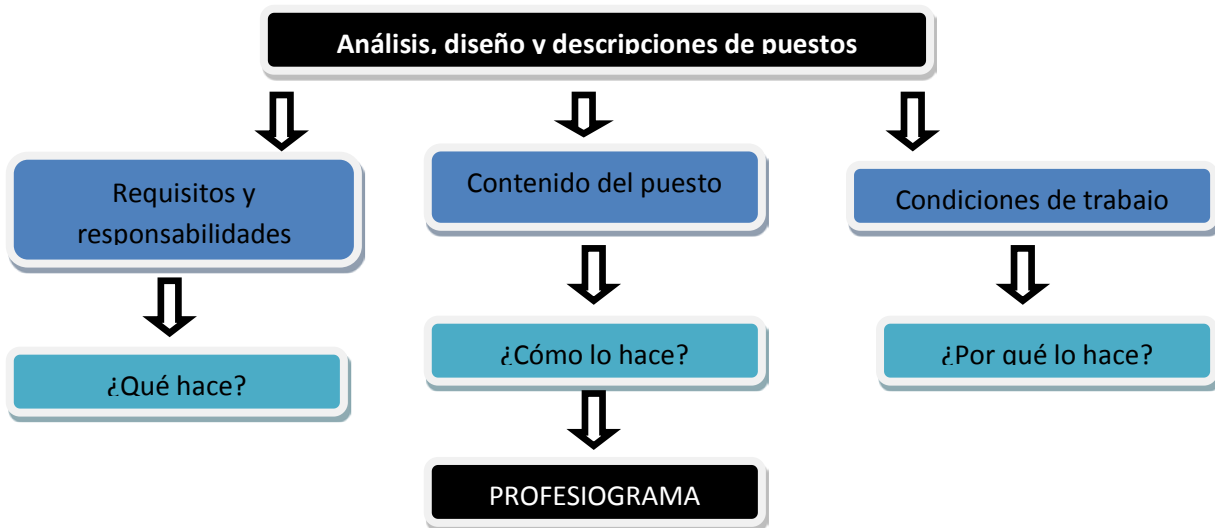 Análisis, diseño y descripciones de puestos
Requisitos y
responsabilidades
Contenido del puesto
Condiciones de trabajo
¿Qué hace?
¿Cómo lo hace?
¿Por qué lo hace?
PROFESIOGRAMA